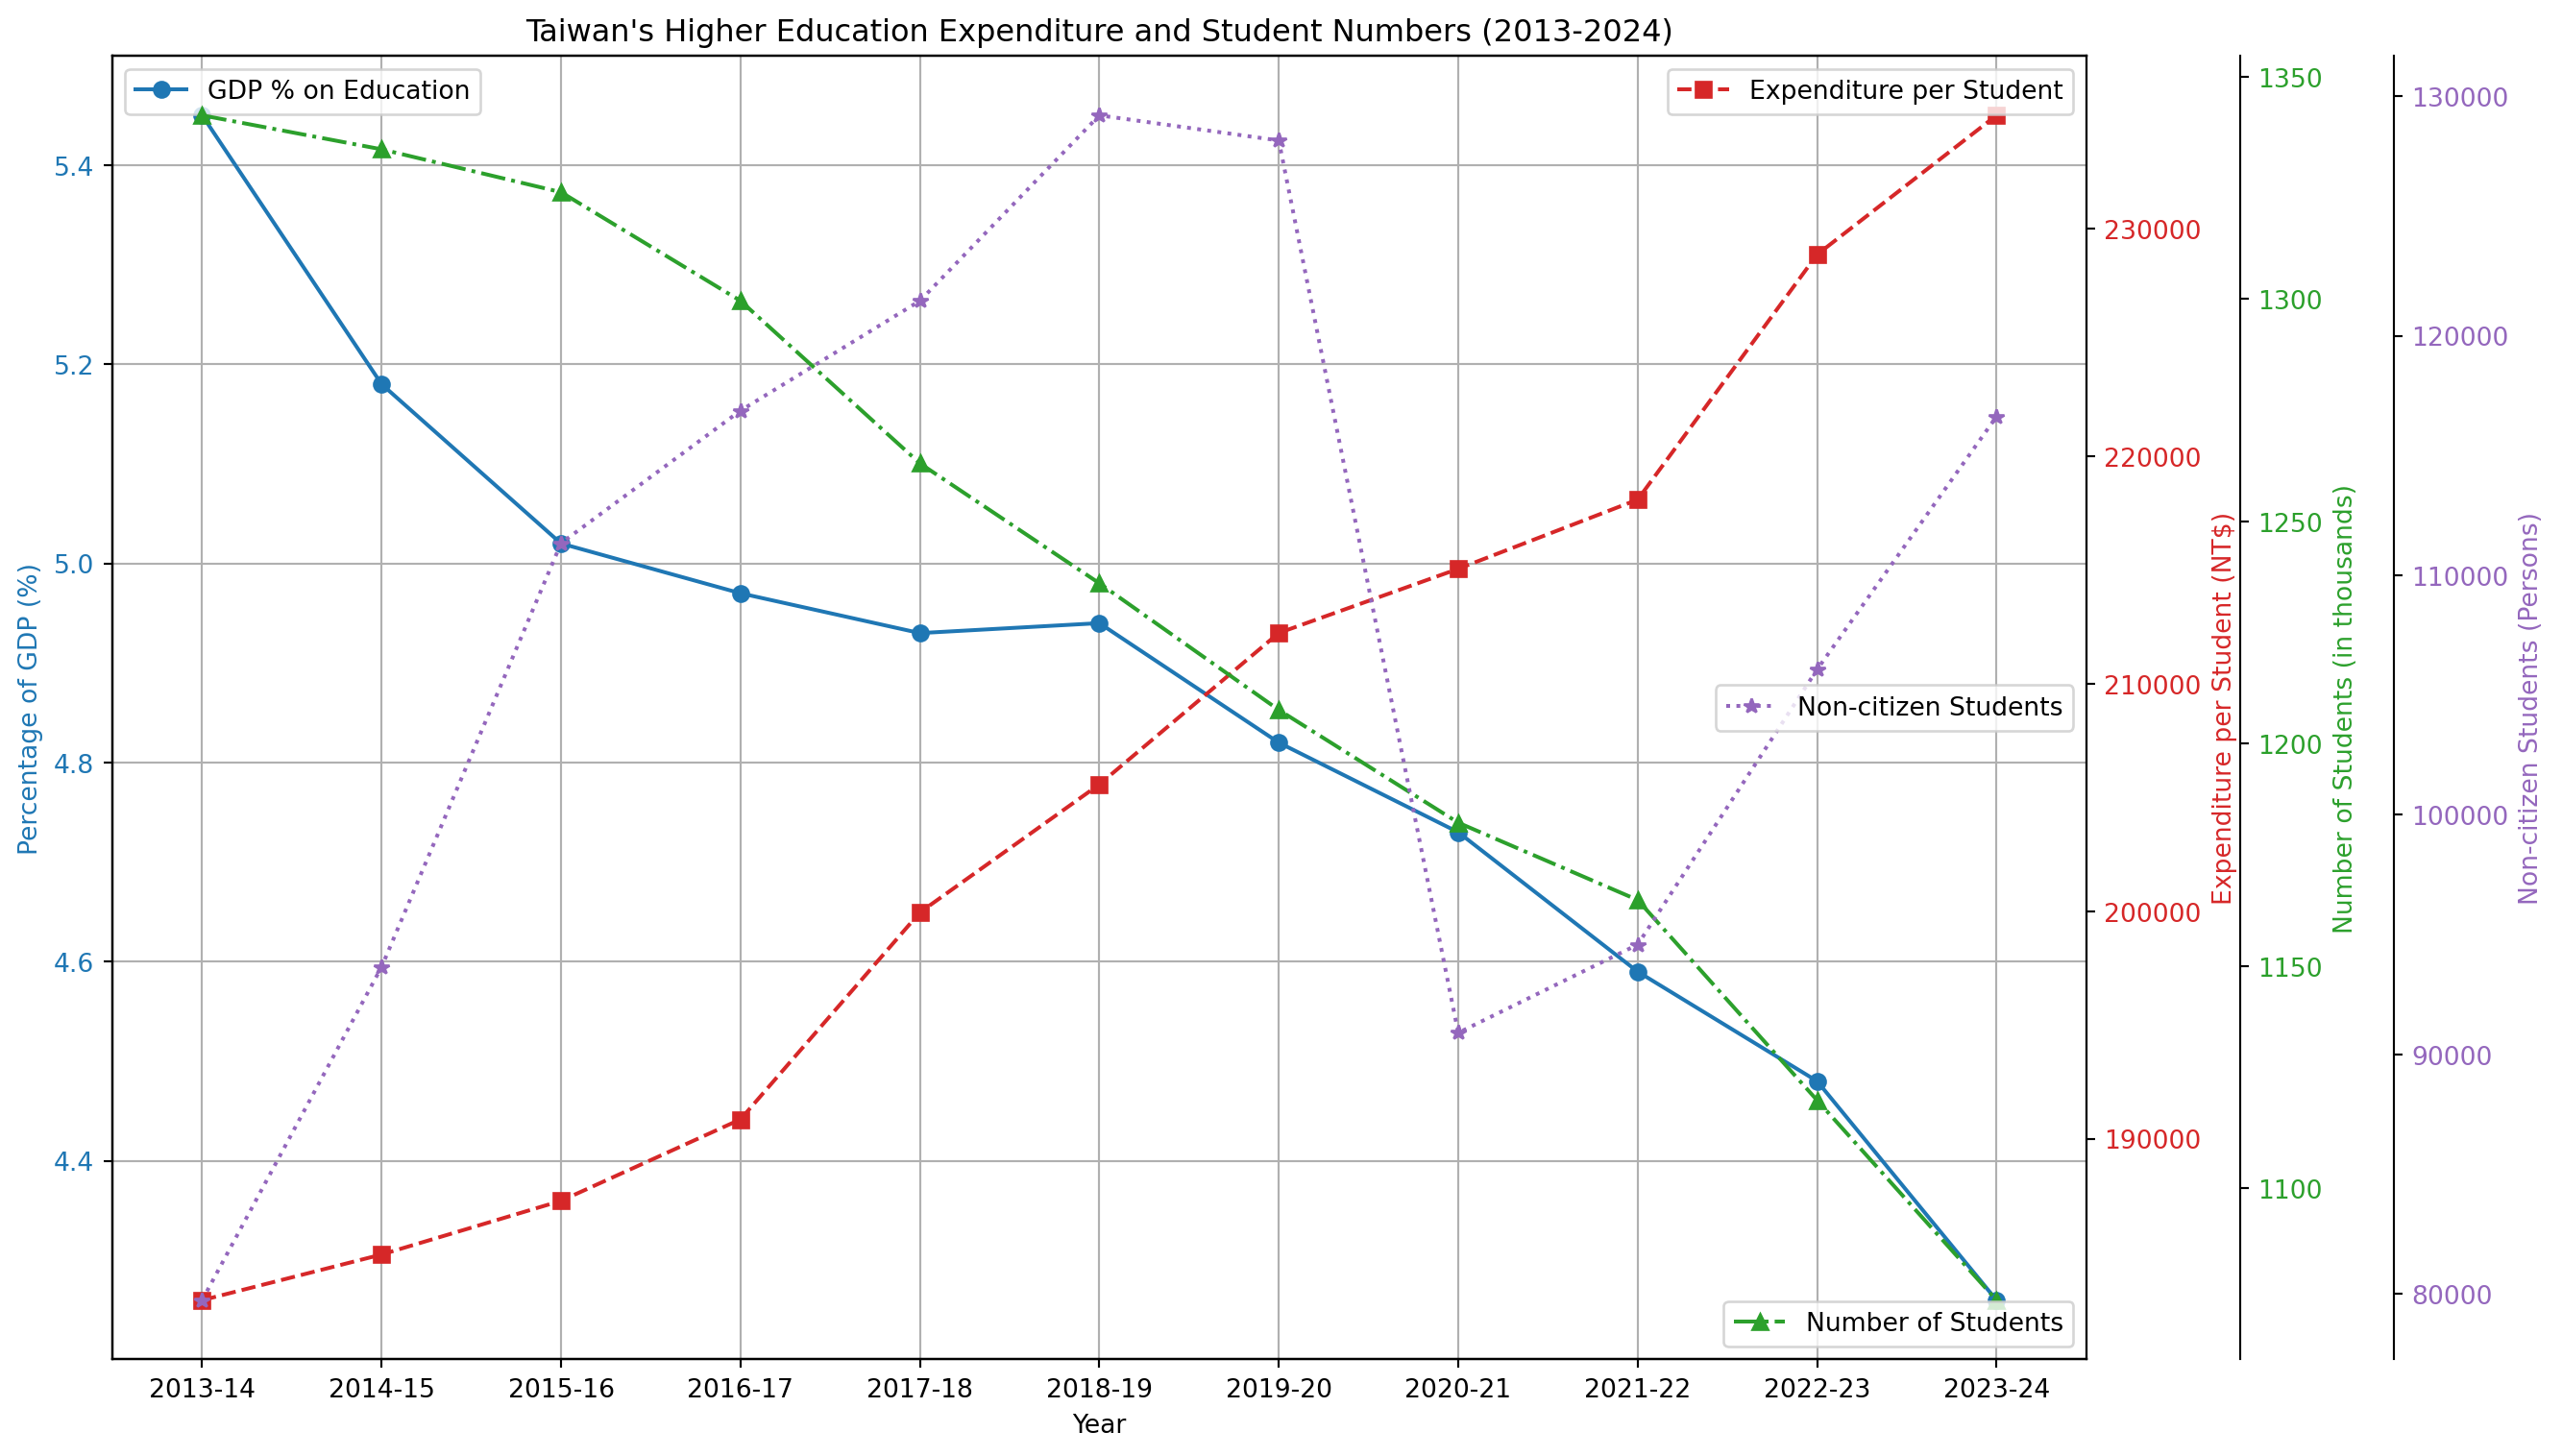 Taiwan's Higher Education Expenditure and Student Numbers (2013-2024)
GDP % on Education
Expenditure per Student
Non-citizen Students
Number of Students
Percentage of GDP (%)
5.4
5.2
5.0
4.8
4.6
4.4
230000
220000
210000
200000
190000
Expenditure per Student (NT$)
1350
1300
1250
1200
1150
1100
Number of Students (in thousands)
130000
120000
110000
100000
90000
80000
Non-citizen Students (Persons)
2013-14 2014-15 2015-16 2016-17 2017-18 2018-19 2019-20 2020-21 2021-22 2022-23 2023-24
Year